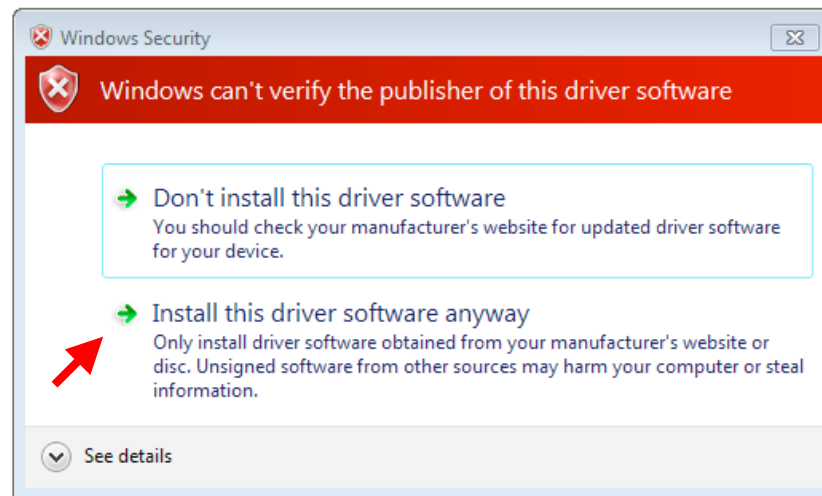 Windows Security
Windows can't verify the publisher of this driver software
Don't install this driver software
You should check your manufacturer's website for updated driver software
for your device.
Install this driver software anyway
Only install driver software obtained from your manufacturer's website or
disc. Unsigned software from other sources may harm your computer or steal
information.
See details